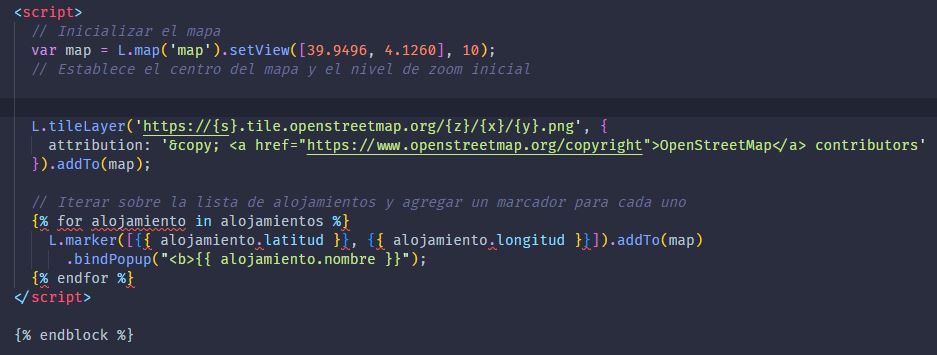 <script>
// Inicializar el mapa
var map = L.map('map').setView([39.9496, 4.1260], 10);
// Establece el centro del mapa y el nivel de zoom inicial
L.tileLayer('https://{s}.tile.openstreetmap.org/{z}/{x}/{y}.png', {
attribution: '&copy; <a href="https://www.openstreetmap.org/copyright">OpenStreetMap</a> contributors'
}).addTo(map);
// Iterar sobre la lista de alojamientos y agregar un marcador para cada uno
{% for alojamiento in alojamientos %}
L.marker([{{ alojamiento.latitud }}, {{ alojamiento.longitud }}]).addTo(map)
.bindPopup("<b>{{ alojamiento.nombre }}");
{% endfor %}
</script>
{% endblock %}